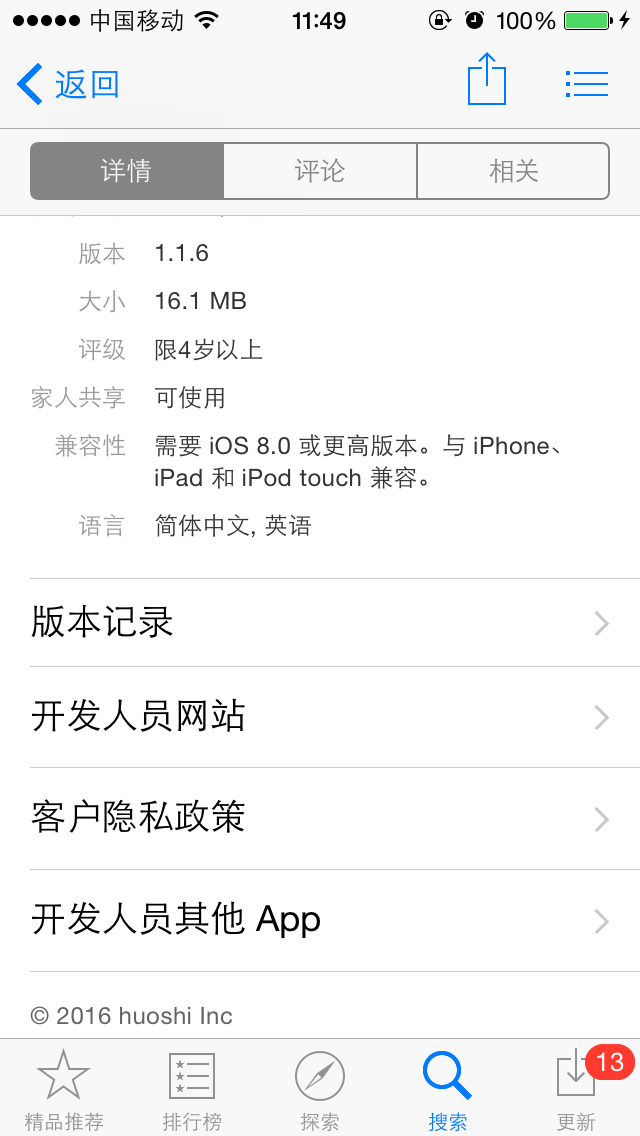 中国移动 11:49 100%
返回
详情 评论 相关
版本 1.1.6
大小 16.1 MB
评级 限4岁以上
家人共享 可使用
兼容性 需要 iOS 8.0 或更高版本。与 iPhone、
iPad 和 iPod touch 兼容。
语言 简体中文, 英语
版本记录
开发人员网站
客户隐私政策
开发人员其他 App
© 2016 huoshi Inc
13
精品推荐 排行榜 探索 搜索 更新